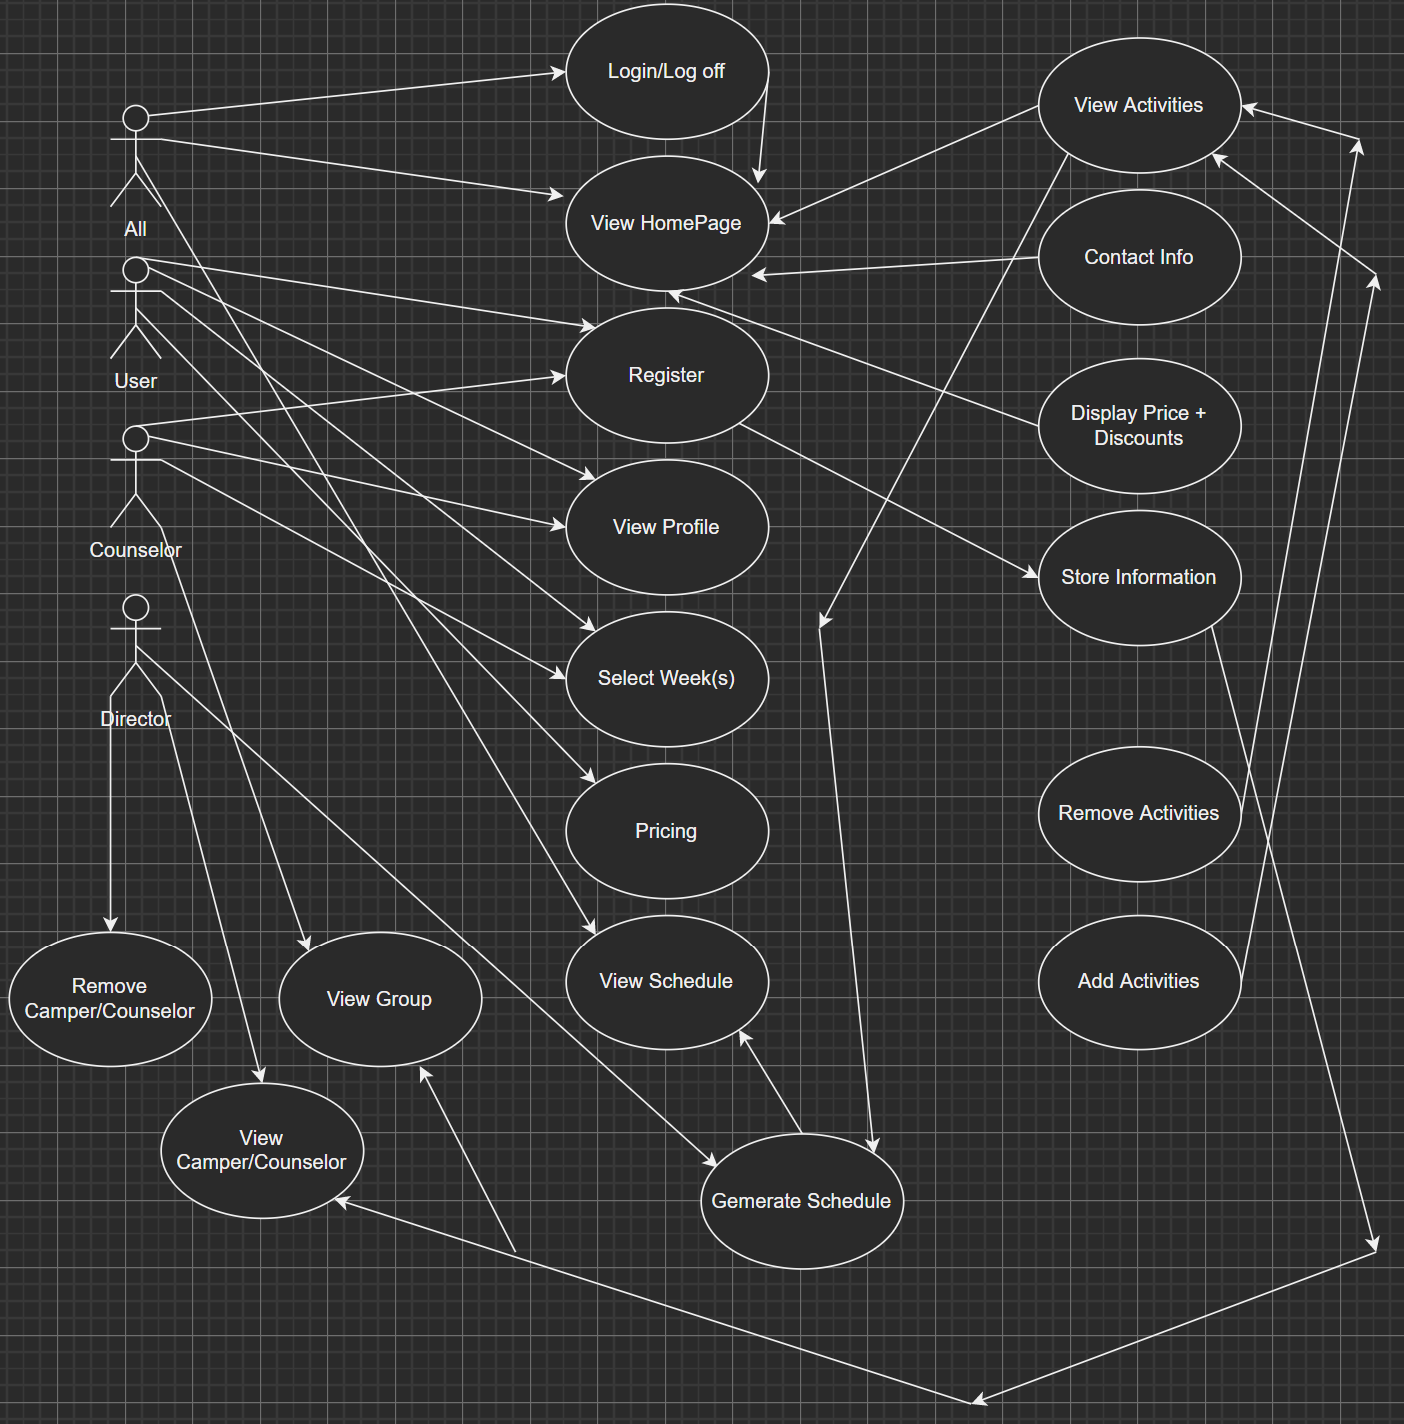 Login/Log off
View Activities
All
View HomePage
Contact Info
User
Register
Display Price +
Discounts
Counselor
View Profile
Store Information
Director
Select Week(s)
Pricing
Remove Activities
Remove
Camper/Counselor
View Group
View Schedule
Add Activities
View
Camper/Counselor
Gemerate Schedule